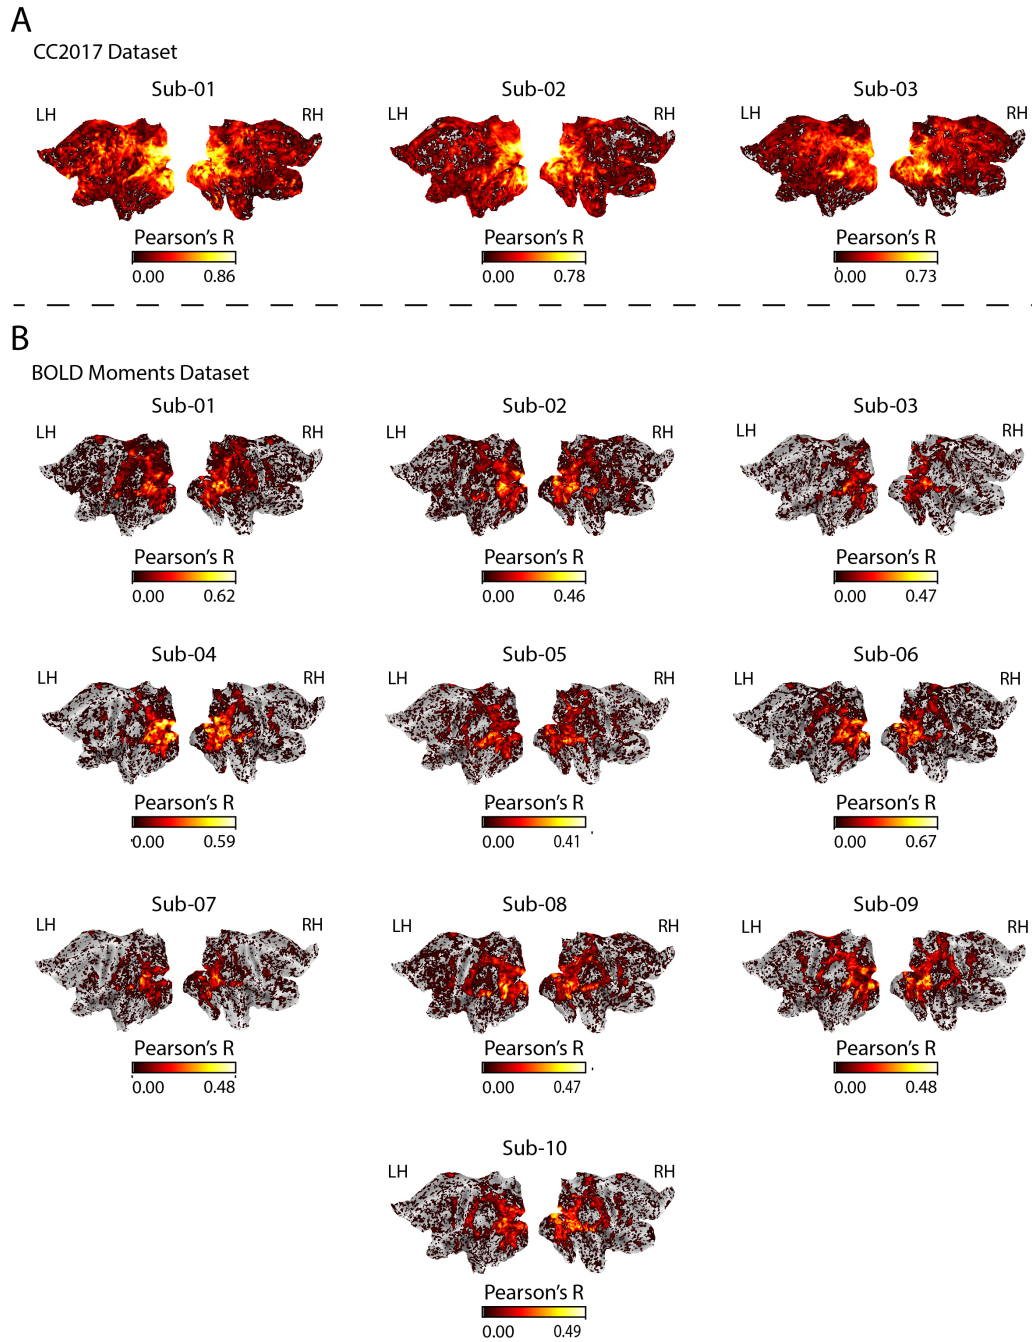 A
CC2017 Dataset
Sub-01 Sub-02 Sub-03
LH RH LH RH LH RH
Pearson's R Pearson's R Pearson's R
0.00 0.86 0.00 0.78 0.00 0.73
B
BOLD Moments Dataset
Sub-01 Sub-02 Sub-03
LH RH LH RH LH RH
Pearson's R Pearson's R Pearson's R
0.00 0.62 0.00 0.46 0.00 0.47
Sub-04 Sub-05 Sub-06
LH RH LH RH LH RH
Pearson's R Pearson's R Pearson's R
0.00 0.59 0.00 0.41 0.00 0.67
Sub-07 Sub-08 Sub-09
LH RH LH RH LH RH
Pearson's R Pearson's R Pearson's R
0.00 0.48 0.00 0.47 0.00 0.48
Sub-10
LH RH
Pearson's R
0.00 0.49